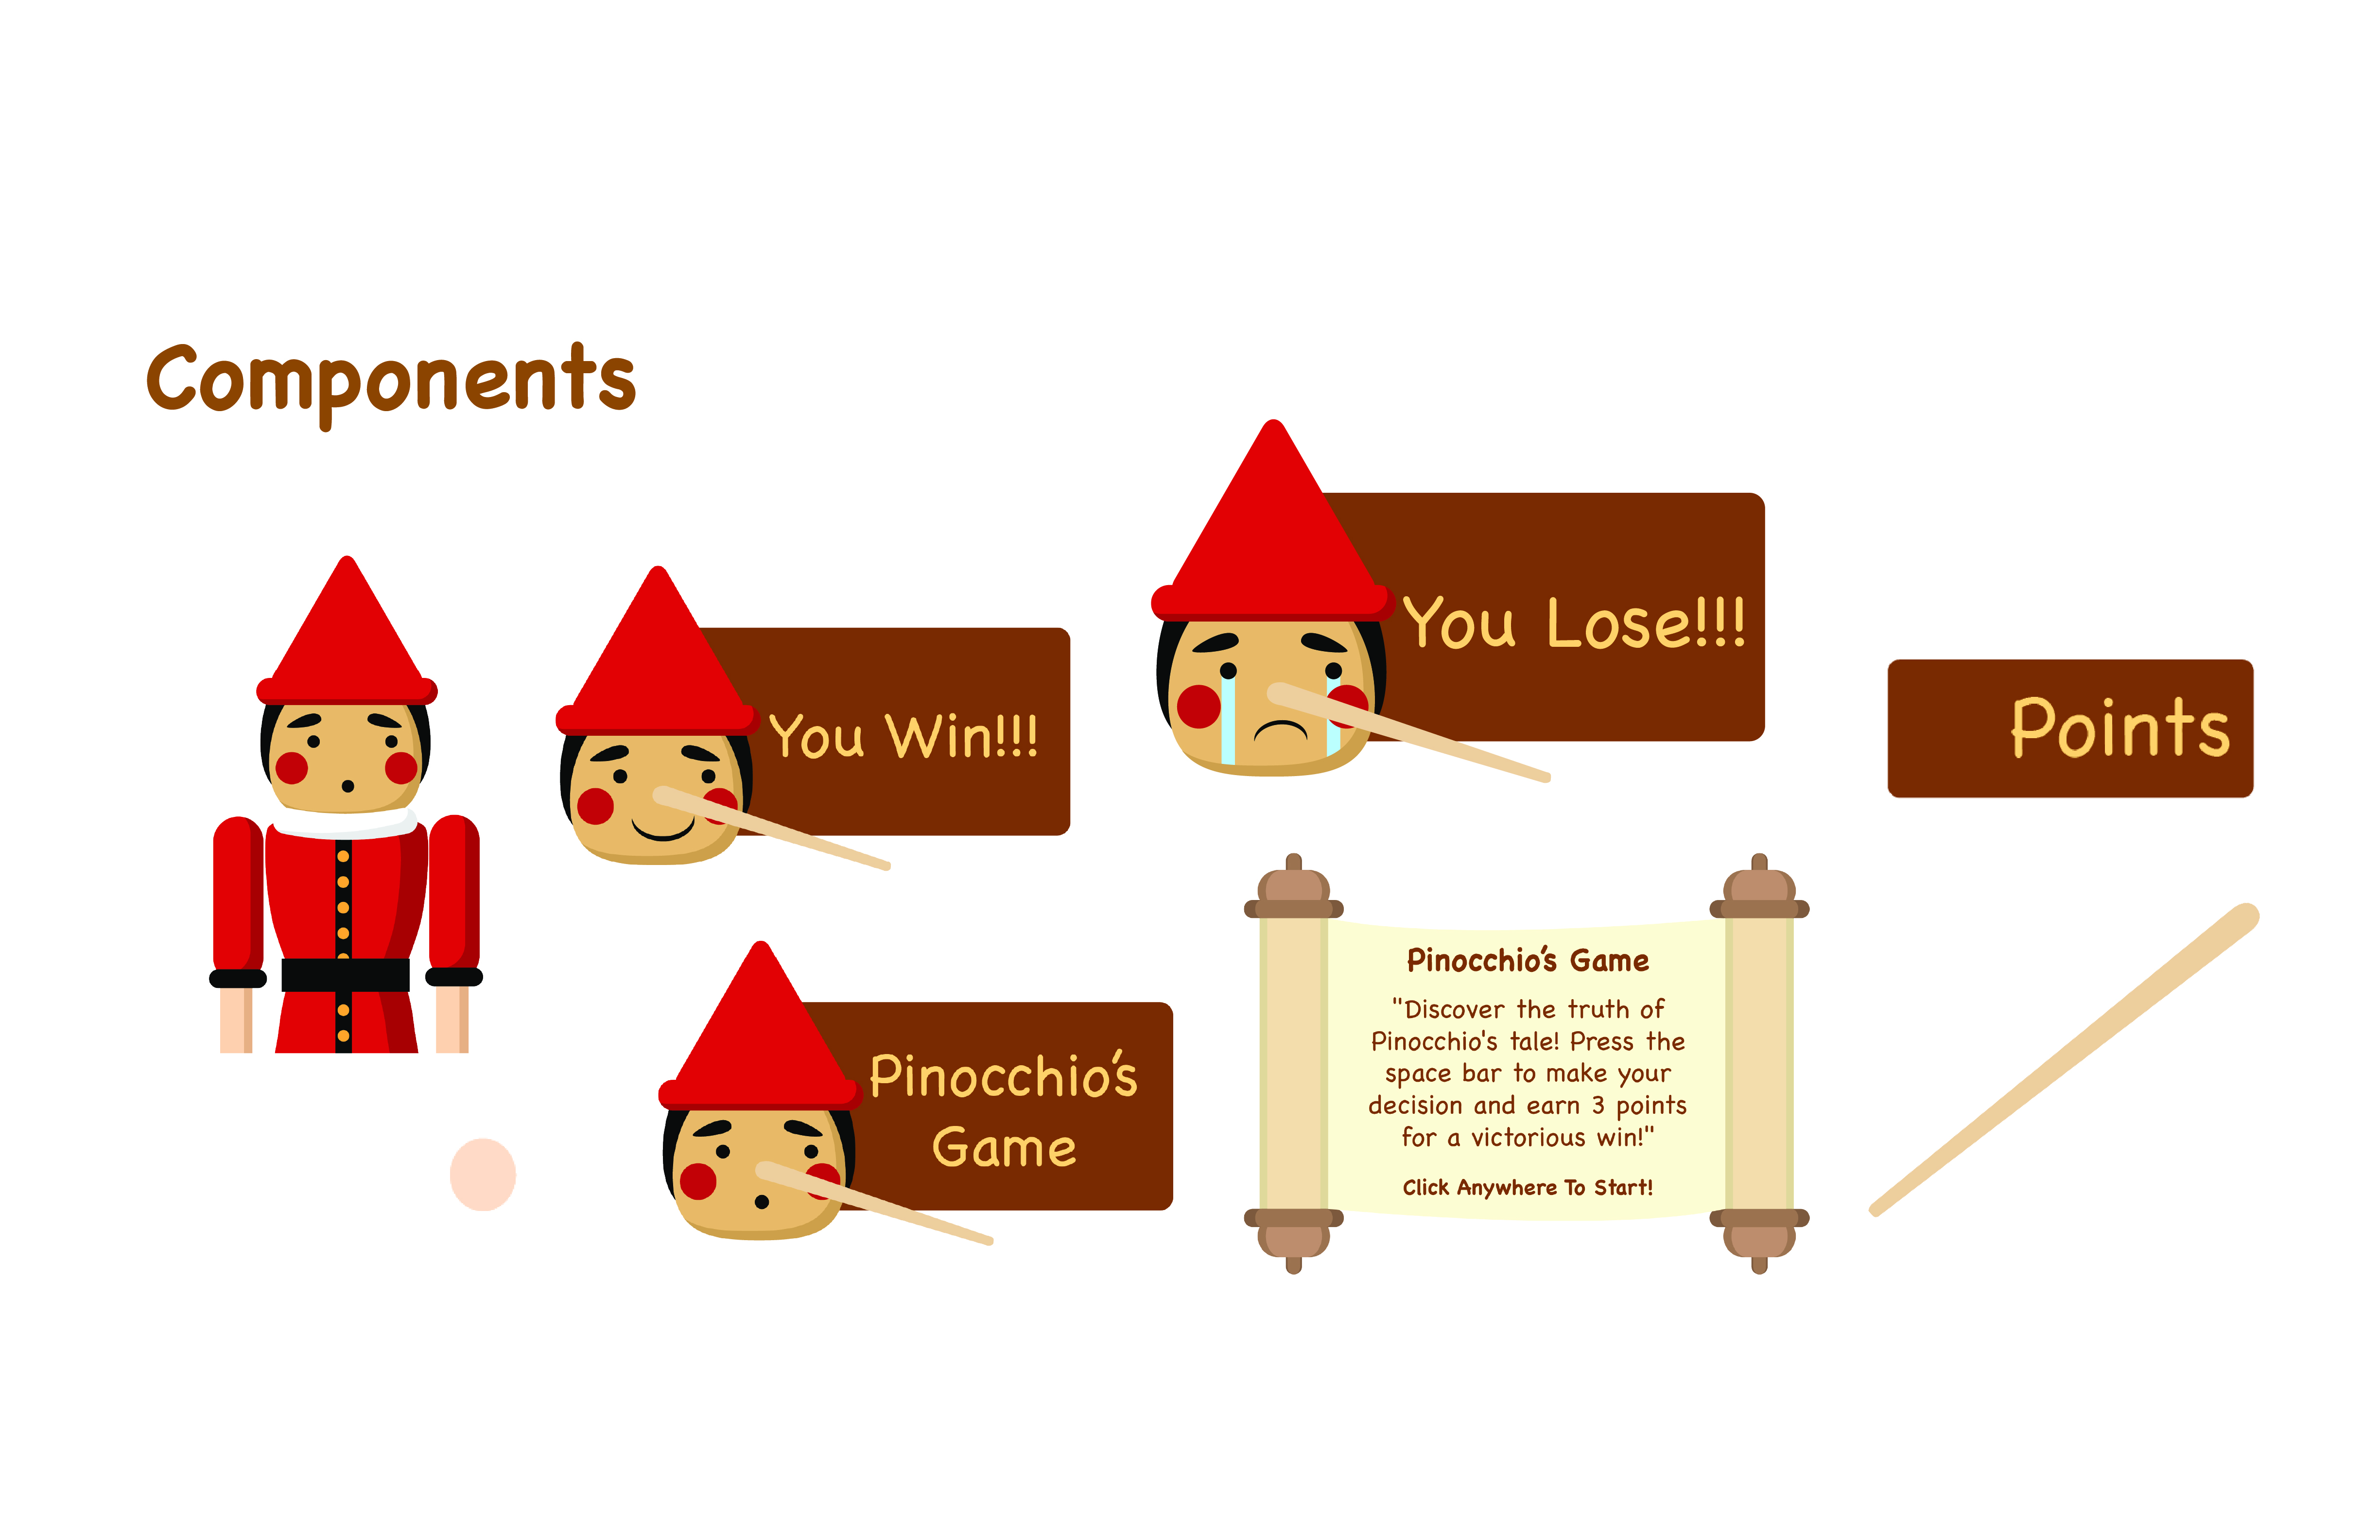 Components
You Lose!!!
You Win!!!
Points
Pinocchio's
Game
Pinocchio's Game
"Discover the truth of
Pinocchio's tale! Press the
space bar to make your
decision and earn 3 points
for a victorious win!"
Click Anywhere To Start!